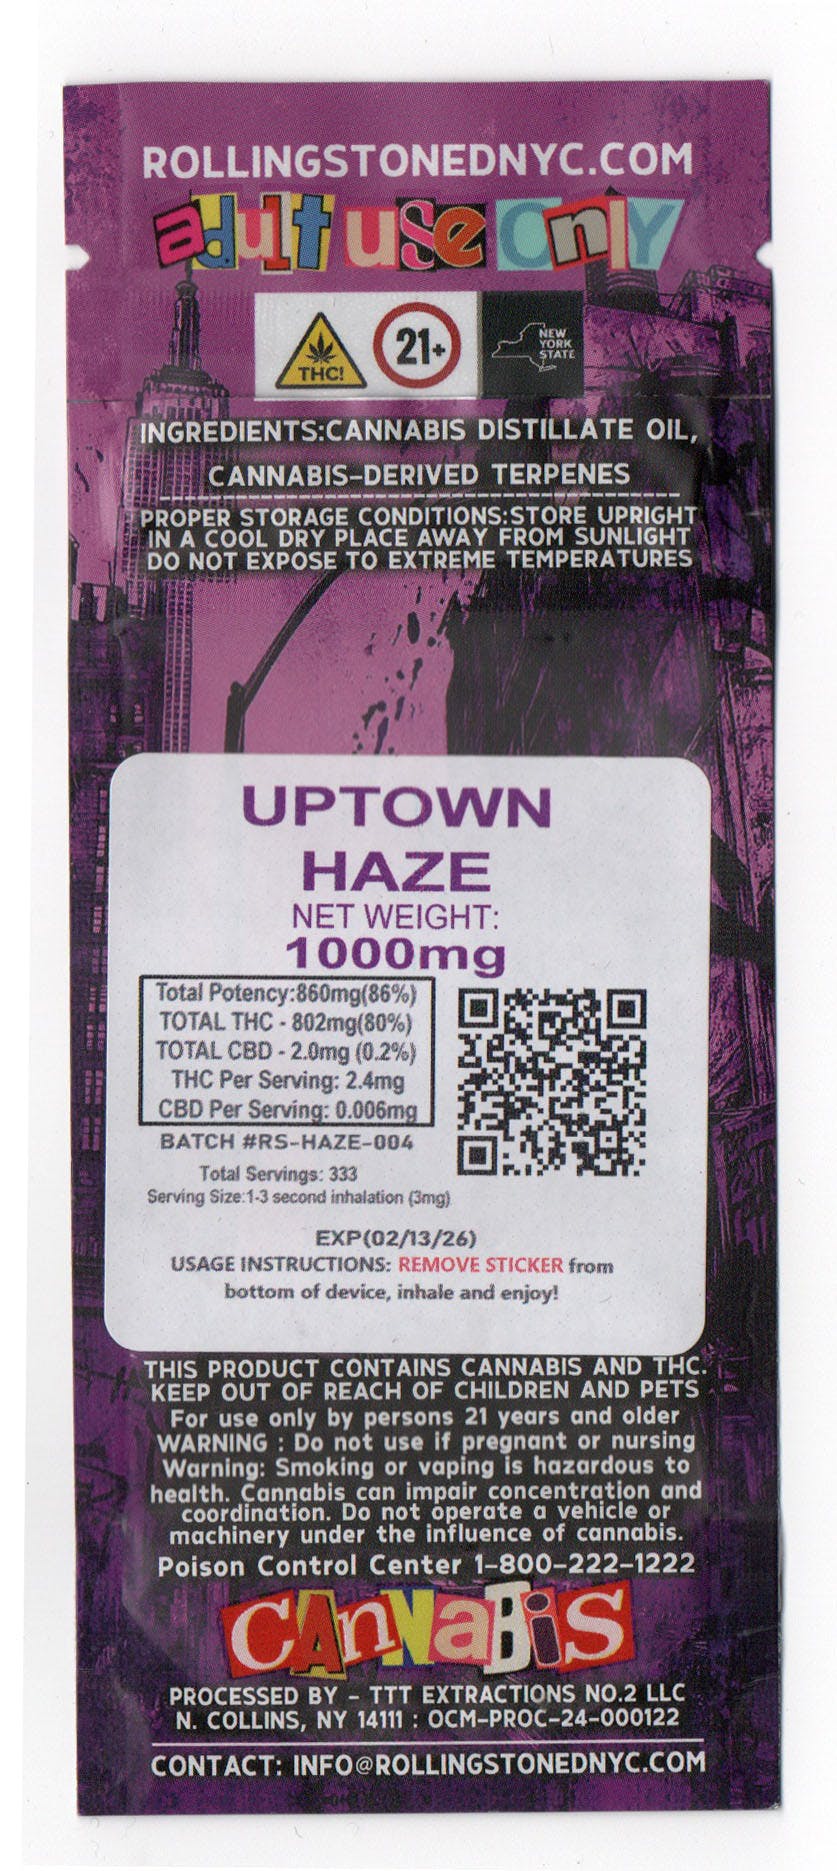 ROLLINGSTONEDNYC.COM
adult use Only
THC!
21+
NEW
YORK
STATE
INGREDIENTS:CANNABIS DISTILLATE OIL,
CANNABIS-DERIVED TERPENES
PROPER STORAGE CONDITIONS:STORE UPRIGHT
IN A COOL DRY PLACE AWAY FROM SUNLIGHT
DO NOT EXPOSE TO EXTREME TEMPERATURES
UPTOWN
HAZE
NET WEIGHT:
1000mg
Total Potency:860mg(86%)
TOTAL THC - 802mg(80%)
TOTAL CBD - 2.0mg (0.2%)
THC Per Serving: 2.4mg
CBD Per Serving: 0.006mg
BATCH #RS-HAZE-004
Total Servings: 333
Serving Size:1-3 second inhalation (3mg)
EXP(02/13/26)
USAGE INSTRUCTIONS: REMOVE STICKER from
bottom of device, inhale and enjoy!
THIS PRODUCT CONTAINS CANNABIS AND THC.
KEEP OUT OF REACH OF CHILDREN AND PETS
For use only by persons 21 years and older
WARNING : Do not use if pregnant or nursing
Warning: Smoking or vaping is hazardous to
health. Cannabis can impair concentration and
coordination. Do not operate a vehicle or
machinery under the influence of cannabis.
Poison Control Center 1-800-222-1222
CAnNaBiS
PROCESSED BY - TTT EXTRACTIONS NO.2 LLC
N. COLLINS, NY 14111 : OCM-PROC-24-000122
CONTACT: INFO@ROLLINGSTONEDNYC.COM